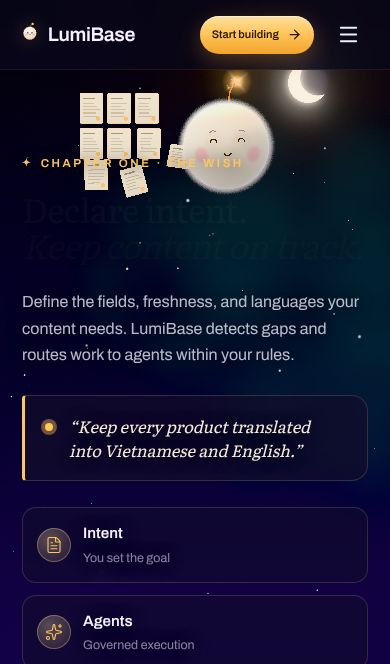 LumiBase
Start building
CHAPTER ONE · THE WISH
Declare intent.
Keep content on track.
Define the fields, freshness, and languages your
content needs. LumiBase detects gaps and
routes work to agents within your rules.
“Keep every product translated
into Vietnamese and English.”
Intent
You set the goal
Agents
Governed execution